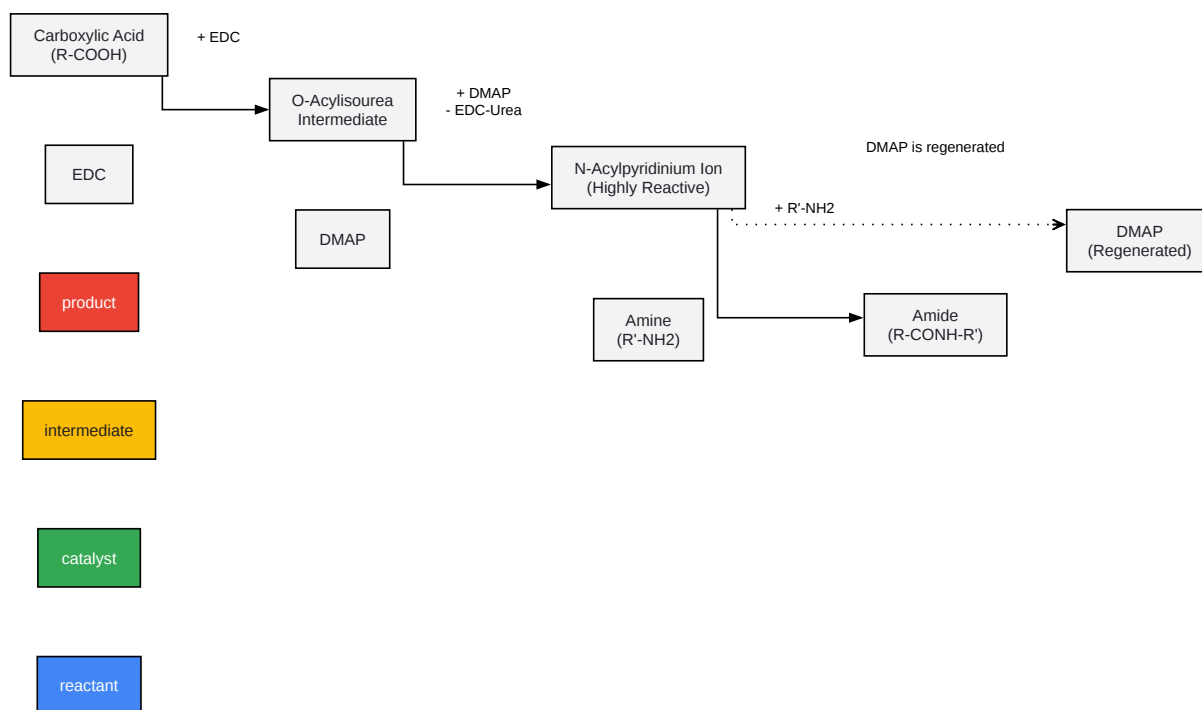 Carboxylic Acid
(R-COOH)
+ EDC
O-Acylisourea
Intermediate
+ DMAP
- EDC-Urea
N-Acylpyridinium Ion
(Highly Reactive)
DMAP is regenerated
+ R'-NH2
DMAP
(Regenerated)
EDC
DMAP
Amine
(R'-NH2)
Amide
(R-CONH-R')
product
intermediate
catalyst
reactant